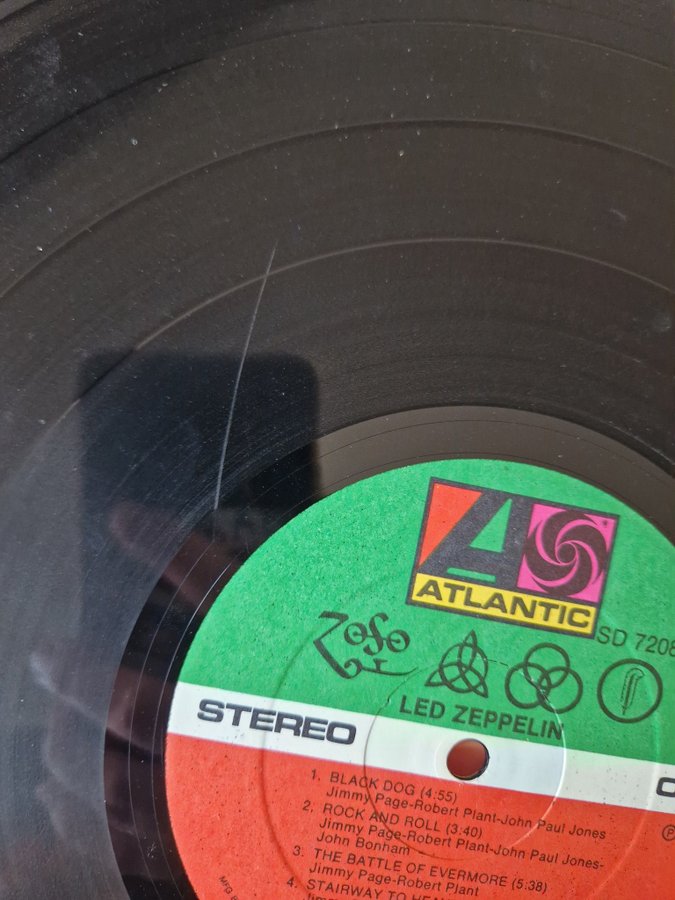 ATLANTIC
SD 7208
LED ZEPPELIN
STEREO
1. BLACK DOG (4:55)
Jimmy Page-Robert Plant-John Paul Jones
2. ROCK AND ROLL (3:40)
Jimmy Page-Robert Plant-John Paul Jones-
John Bonham
3. THE BATTLE OF EVERMORE (5:38)
Jimmy Page-Robert Plant
4. STAIRWAY TO